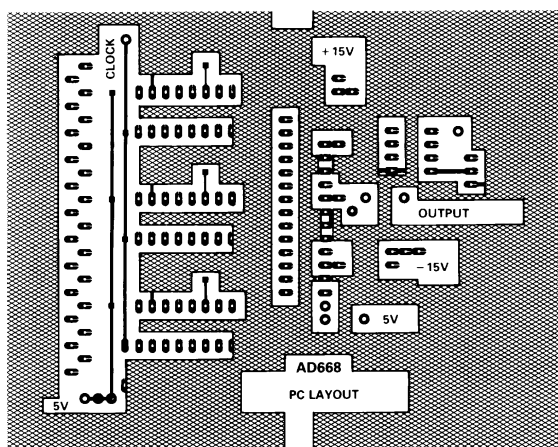 CLOCK
+ 15V
OUTPUT
– 15V
5V
AD668
PC LAYOUT
5V